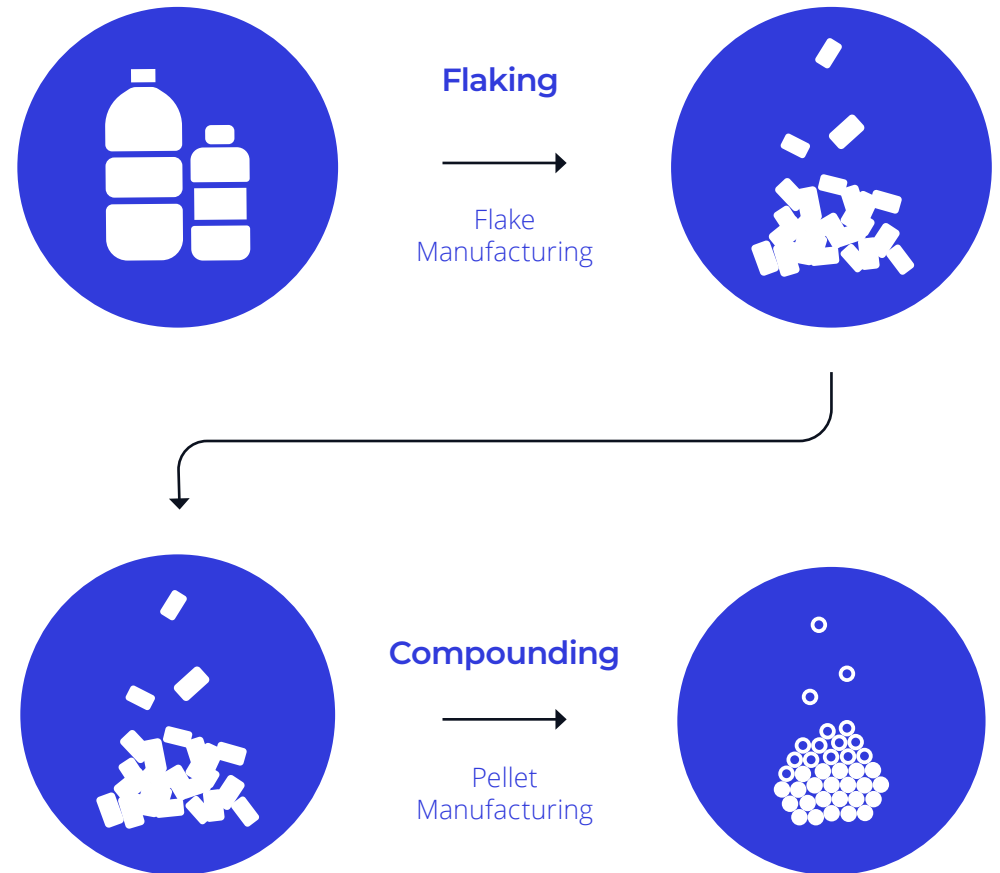 Flaking
Flake
Manufacturing
Compounding
Pellet
Manufacturing